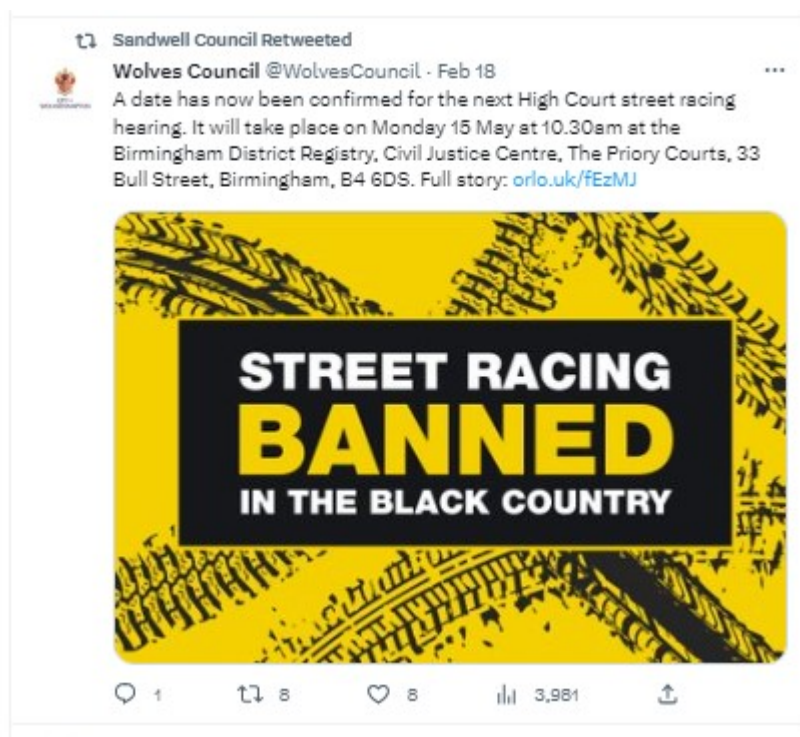 Sandwell Council Retweeted
Wolves Council @WolvesCouncil · Feb 18
A date has now been confirmed for the next High Court street racing
hearing. It will take place on Monday 15 May at 10.30am at the
Birmingham District Registry, Civil Justice Centre, The Priory Courts, 33
Bull Street, Birmingham, B4 6DS. Full story: orlo.uk/fEzMJ
STREET RACING
BANNED
IN THE BLACK COUNTRY
1 8 8 3,981